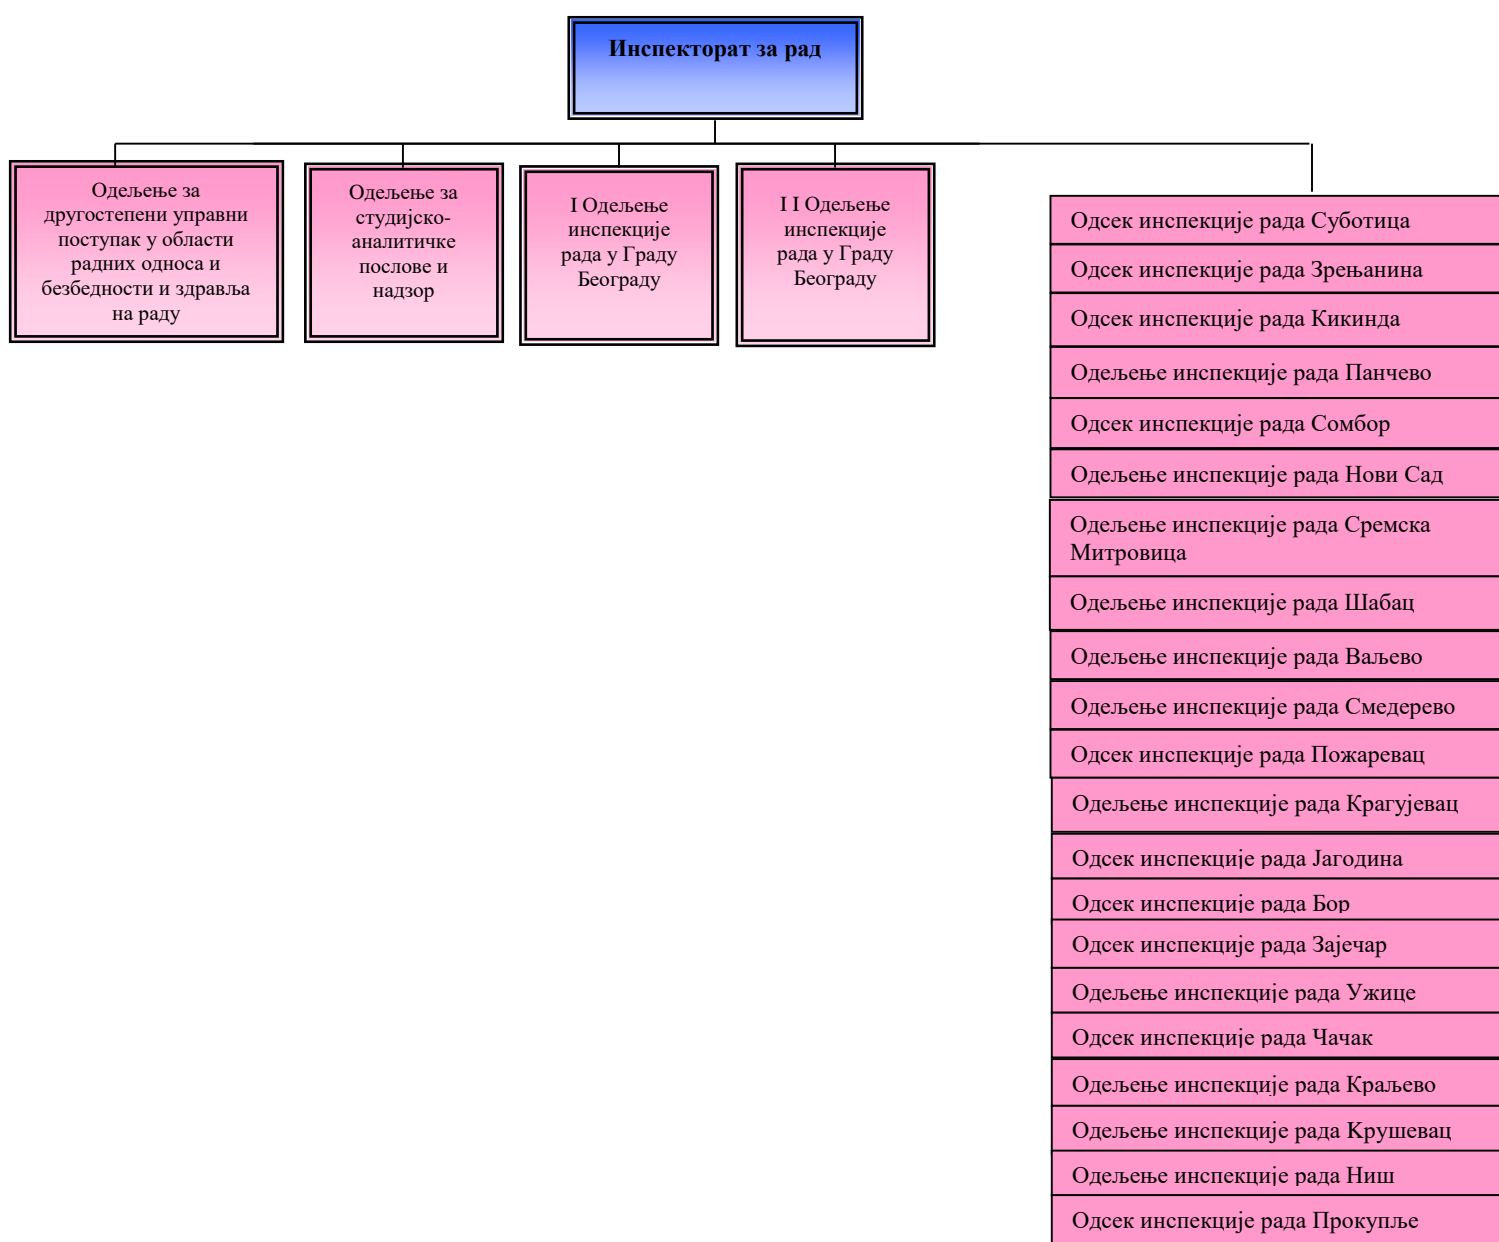 Инспекторат за рад
Одељење за
другостепени управни
поступак у области
радних односа и
безбедности и здравља
на раду
Одељење за
студијско-
аналитичке
послове и
надзор
I Одељење
инспекције
рада у Граду
Београду
I I Одељење
инспекције
рада у Граду
Београду
Одсек инспекције рада Суботица
Одсек инспекције рада Зрењанина
Одсек инспекције рада Кикинда
Одељење инспекције рада Панчево
Одсек инспекције рада Сомбор
Одељење инспекције рада Нови Сад
Одељење инспекције рада Сремска
Митровица
Одељење инспекције рада Шабац
Одељење инспекције рада Ваљево
Одељење инспекције рада Смедерево
Одсек инспекције рада Пожаревац
Одељење инспекције рада Крагујевац
Одсек инспекције рада Јагодина
Одсек инспекције рада Бор
Одсек инспекције рада Зајечар
Одељење инспекције рада Ужице
Одсек инспекције рада Чачак
Одељење инспекције рада Краљево
Одељење инспекције рада Крушевац
Одељење инспекције рада Ниш
Одсек инспекције рада Прокупље